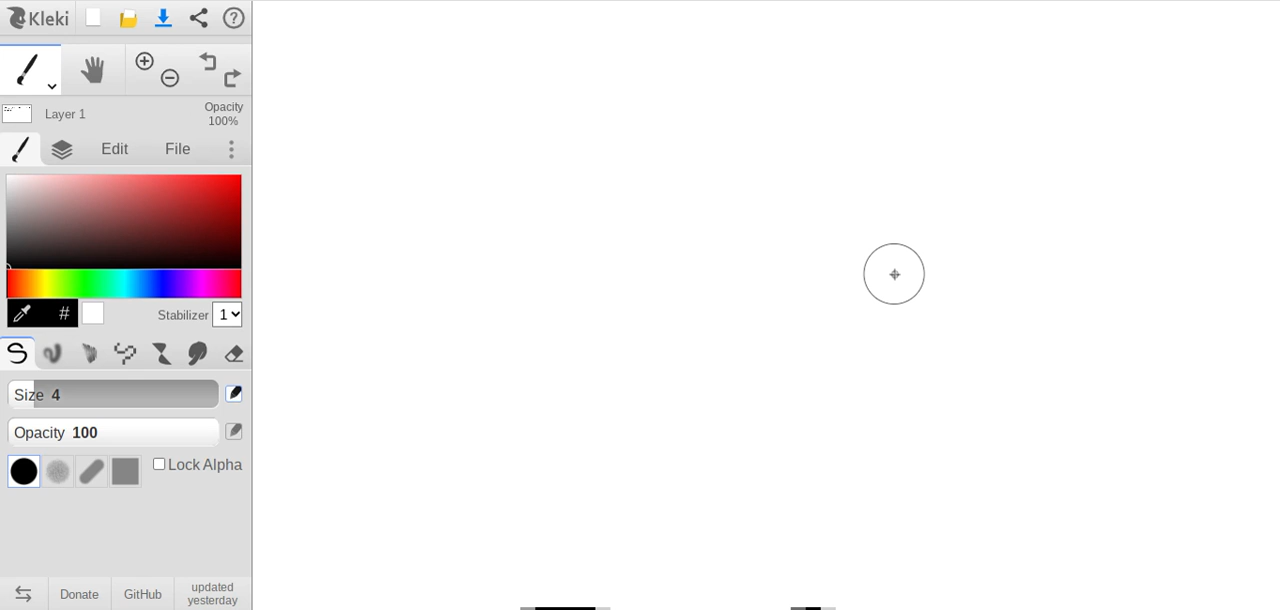 Kleki
?
Layer 1
Opacity
100%
Edit
File
#
Stabilizer 1
Size 4
Opacity 100
Lock Alpha
Donate
GitHub
updated
yesterday